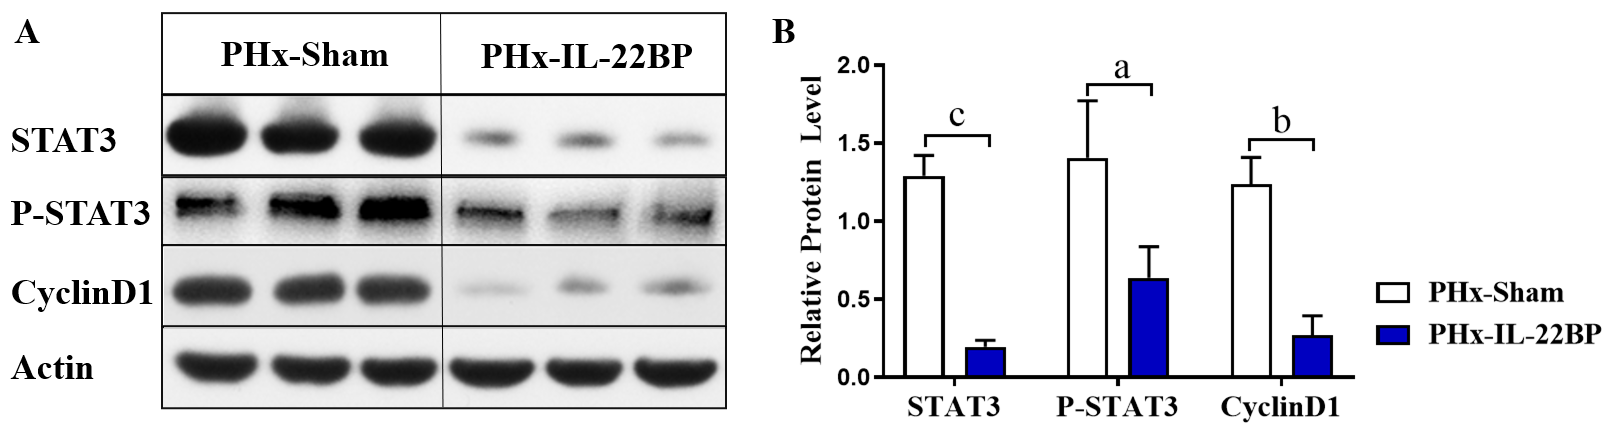 A
PHx-Sham
PHx-IL-22BP
STAT3
P-STAT3
CyclinD1
Actin
B
Relative Protein Level
2.0
1.5
1.0
0.5
0.0
c
a
b
STAT3
P-STAT3
CyclinD1
PHx-Sham
PHx-IL-22BP